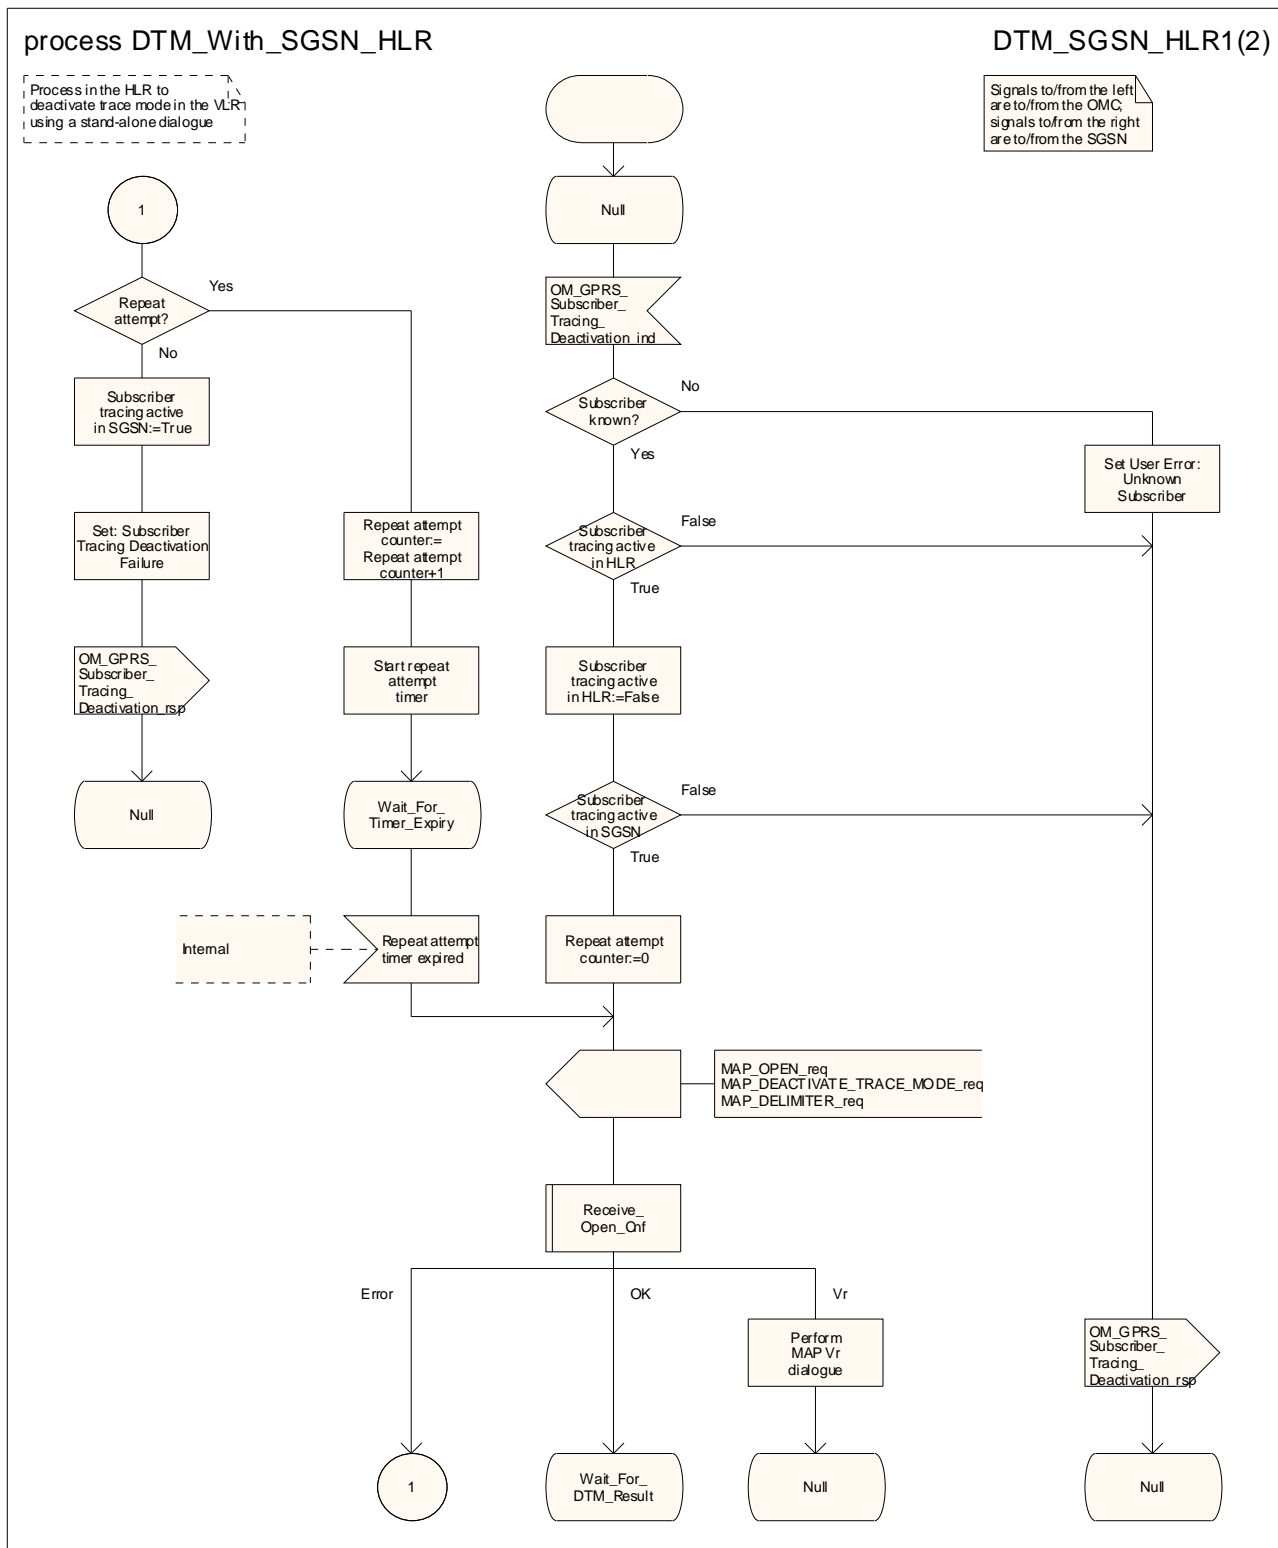 process DTM_With_SGSN_HLR
DTM_SGSN_HLR1(2)
Process in the HLR to
deactivate trace mode in the VLR
using a stand-alone dialogue
Signals to/from the left
are to/from the OMC;
signals to/from the right
are to/from the SGSN
1
Null
Repeat
attempt?
Yes
No
OM_GPRS_
Subscriber_
Tracing_
Deactivation_ind
Subscriber
tracing active
in SGSN:=True
Subscriber
known?
No
Yes
Set User Error:
Unknown
Subscriber
Set: Subscriber
Tracing Deactivation
Failure
Repeat attempt
counter:=
Repeat attempt
counter+1
Subscriber
tracing active
in HLR
False
True
OM_GPRS_
Subscriber_
Tracing_
Deactivation_rsp
Start repeat
attempt
timer
Subscriber
tracing active
in HLR:=False
Null
Wait_For_
Timer_Expiry
Subscriber
tracing active
in SGSN
False
True
Internal
Repeat attempt
timer expired
Repeat attempt
counter:=0
MAP_OPEN_req
MAP_DEACTIVATE_TRACE_MODE_req
MAP_DELIMITER_req
Receive_
Open_Cnf
Error
OK
Vr
Perform
MAP Vr
dialogue
OM_GPRS_
Subscriber_
Tracing_
Deactivation_rsp
1
Wait_For_
DTM_Result
Null
Null